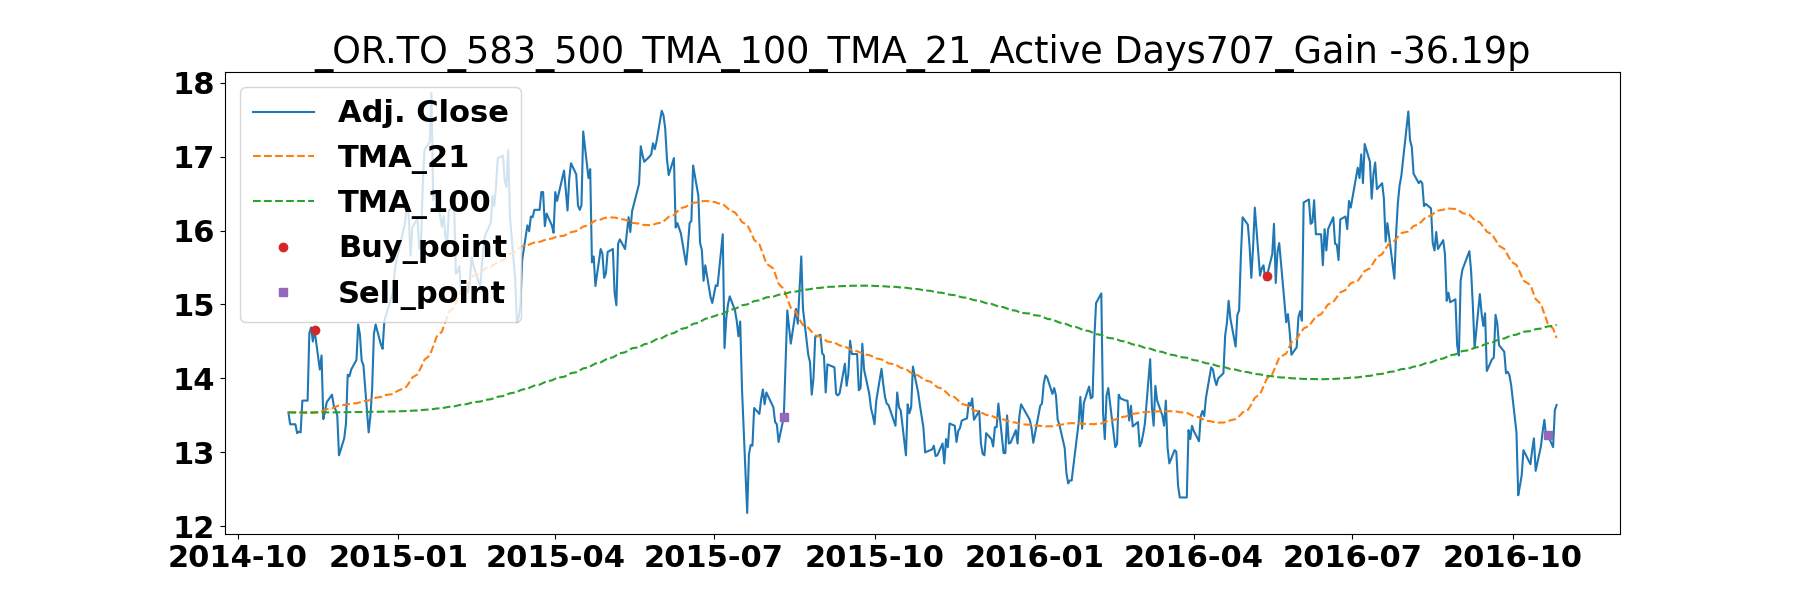 _OR.TO_583_500_TMA_100_TMA_21_Active Days707_Gain -36.19p
18
17
16
15
14
13
12
Adj. Close
TMA_21
TMA_100
Buy_point
Sell_point
2014-10 2015-01 2015-04 2015-07 2015-10 2016-01 2016-04 2016-07 2016-10